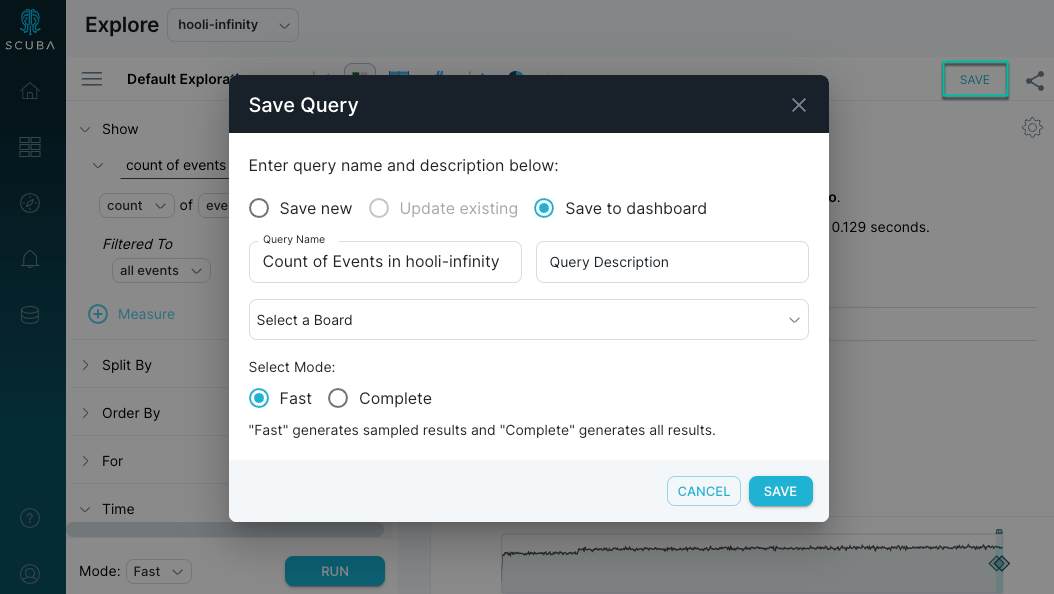 SCUBA
Explore
hooli-infinity
Default
SAVE
Save Query
Show
count of events
count
of
Filtered To
all events
Measure
Split By
Order By
For
Time
Mode:
Fast
RUN
Enter query name and description below:
Save new
Update existing
Save to dashboard
Query Name
Count of Events in hooli-infinity
Query Description
Select a Board
Select Mode:
Fast
Complete
"Fast" generates sampled results and "Complete" generates all results.
CANCEL
SAVE
0.129 seconds.